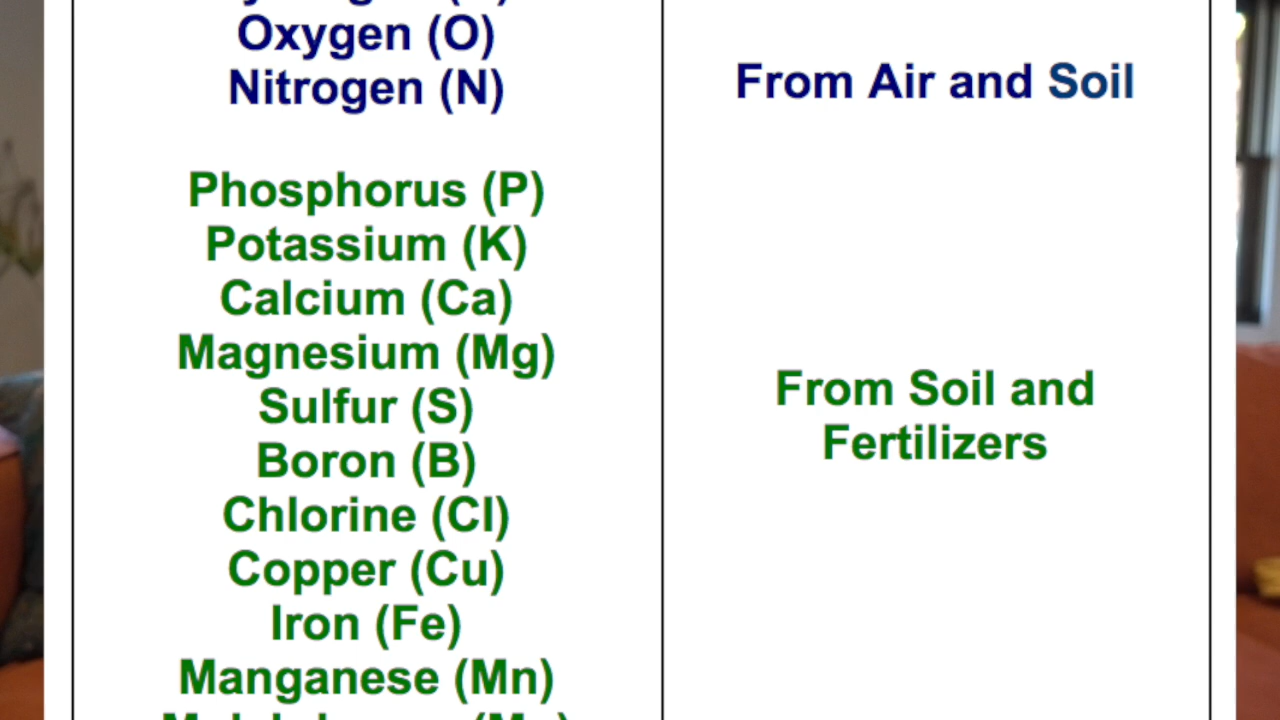 Oxygen (O)
Nitrogen (N)
From Air and Soil
Phosphorus (P)
Potassium (K)
Calcium (Ca)
Magnesium (Mg)
Sulfur (S)
Boron (B)
Chlorine (Cl)
Copper (Cu)
Iron (Fe)
Manganese (Mn)
From Soil and
Fertilizers